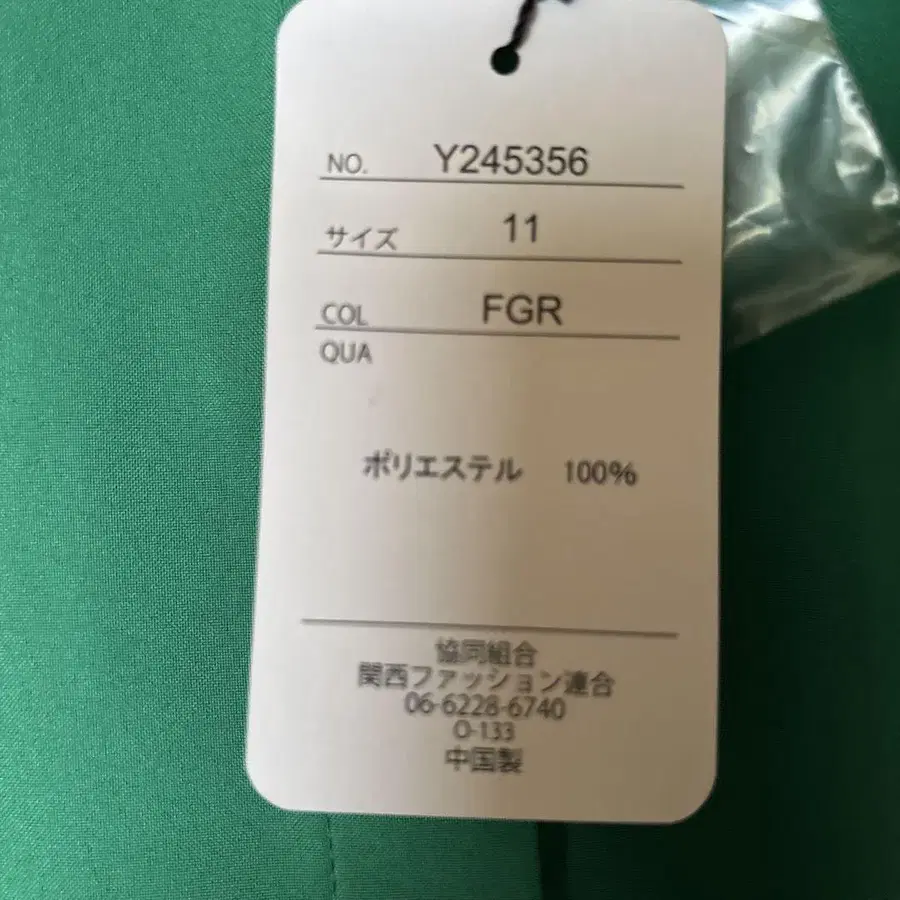 NO. Y245356
サイズ 11
COL FGR
QUA
ポリエステル 100%
協同組合
関西ファッション連合
06-6228-6740
O-133
中国製